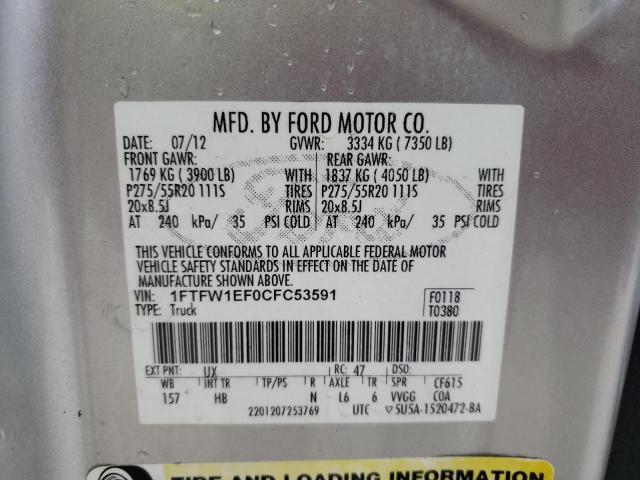 MFD. BY FORD MOTOR CO.
DATE: 07/12 GVWR: 3334 KG ( 7350 LB)
FRONT GAWR: REAR GAWR:
1769 KG ( 3900 LB) WITH 1837 KG ( 4050 LB) WITH
P275/55R20 111S TIRES P275/55R20 111S TIRES
20x8.5J RIMS 20x8.5J RIMS
AT 240 kPa/ 35 PSI COLD AT 240 kPa/ 35 PSI COLD
THIS VEHICLE CONFORMS TO ALL APPLICABLE FEDERAL MOTOR
VEHICLE SAFETY STANDARDS IN EFFECT ON THE DATE OF
MANUFACTURE SHOWN ABOVE.
VIN: 1FTFW1EF0CFC53591 F0118
TYPE: Truck T0380
EXT PNT: UX RC: 47 DSO:
WB INT TR TP/PS R AXLE TR SPR CF615
157 HB N L6 6 VVGG COA
2201207253769 UTC ▽5U5A-1520472-BA
TIRE AND LOADING INFORMATION